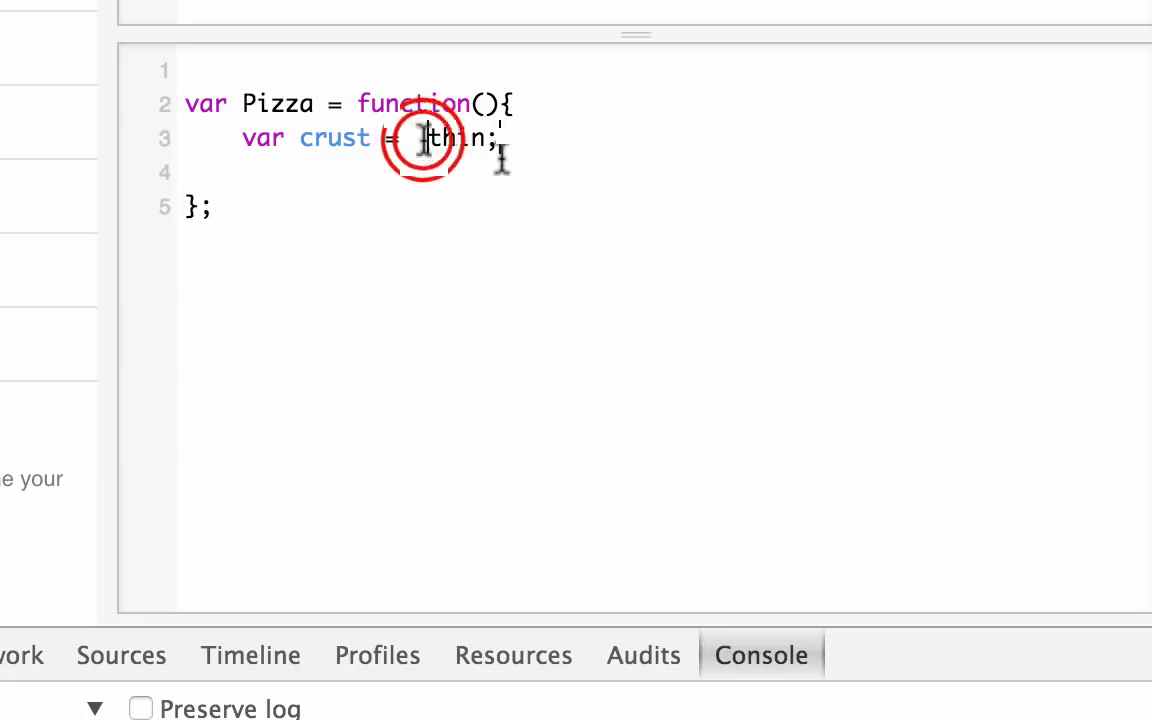 1
2 var Pizza = function(){
3 var crust = thin;
4
5 };
e your
ork Sources Timeline Profiles Resources Audits Console
▼ Preserve log